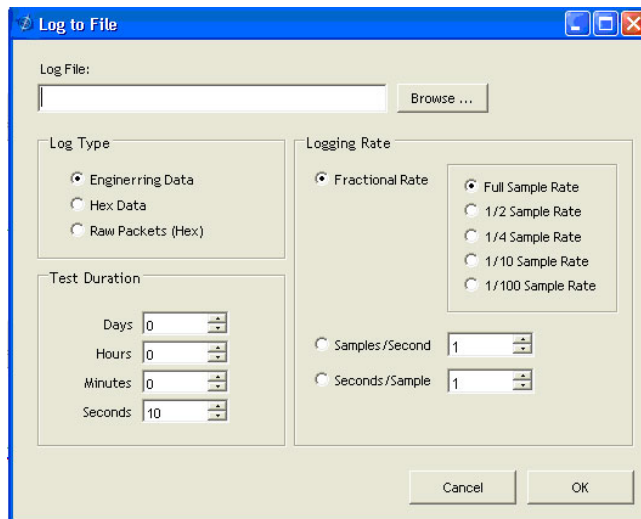 Log to File
Log File:
Browse ...
Log Type
Enginerring Data
Hex Data
Raw Packets (Hex)
Test Duration
Days 0
Hours 0
Minutes 0
Seconds 10
Logging Rate
Fractional Rate
Full Sample Rate
1/2 Sample Rate
1/4 Sample Rate
1/10 Sample Rate
1/100 Sample Rate
Samples/Second 1
Seconds/Sample 1
Cancel OK